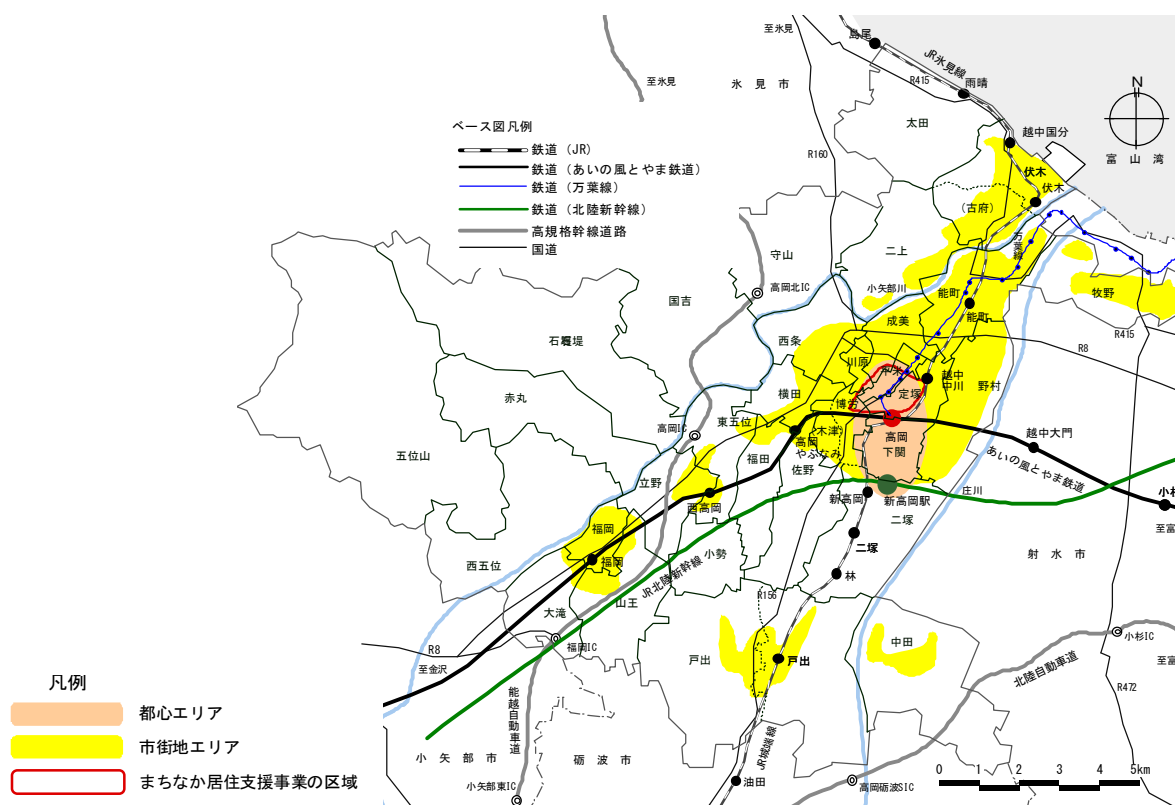 至氷見
島尾
JR氷見線
至氷見
氷 見 市
R415
雨晴
N
ベース図凡例
太田
越中国分
富 山 湾
鉄道（JR）
R160
鉄道（あいの風とやま鉄道）
伏木
鉄道（万葉線）
伏木
鉄道（北陸新幹線）
（古府）
高規格幹線道路
万葉線
国道
守山
二上
高岡北IC
小矢部川
能町
牧野
国吉
成美
能町
R415
石堤
西条
R8
川原
平米
越中中川
野村
赤丸
横田
定塚
博労
東五位
高岡IC
高岡やぶなみ
（木津）
高岡
下関
越中大門
五位山
福田
佐野
あいの風とやま鉄道
立野
西高岡
新高岡
新高岡駅
庄川
小杉
福岡
二塚
至富
福岡
小勢
二塚
射 水 市
西五位
JR北陸新幹線
林
山王
R156
大滝
小杉IC
R8
福岡IC
戸出
戸出
中田
至金沢
至富
北陸自動車道
凡例
R472
都心エリア
能越自動車道
市街地エリア
JR城端線
小 矢 部 市
砺 波 市
まちなか居住支援事業の区域
小矢部東IC
油田
高岡砺波SIC
0 1 2 3 4 5km